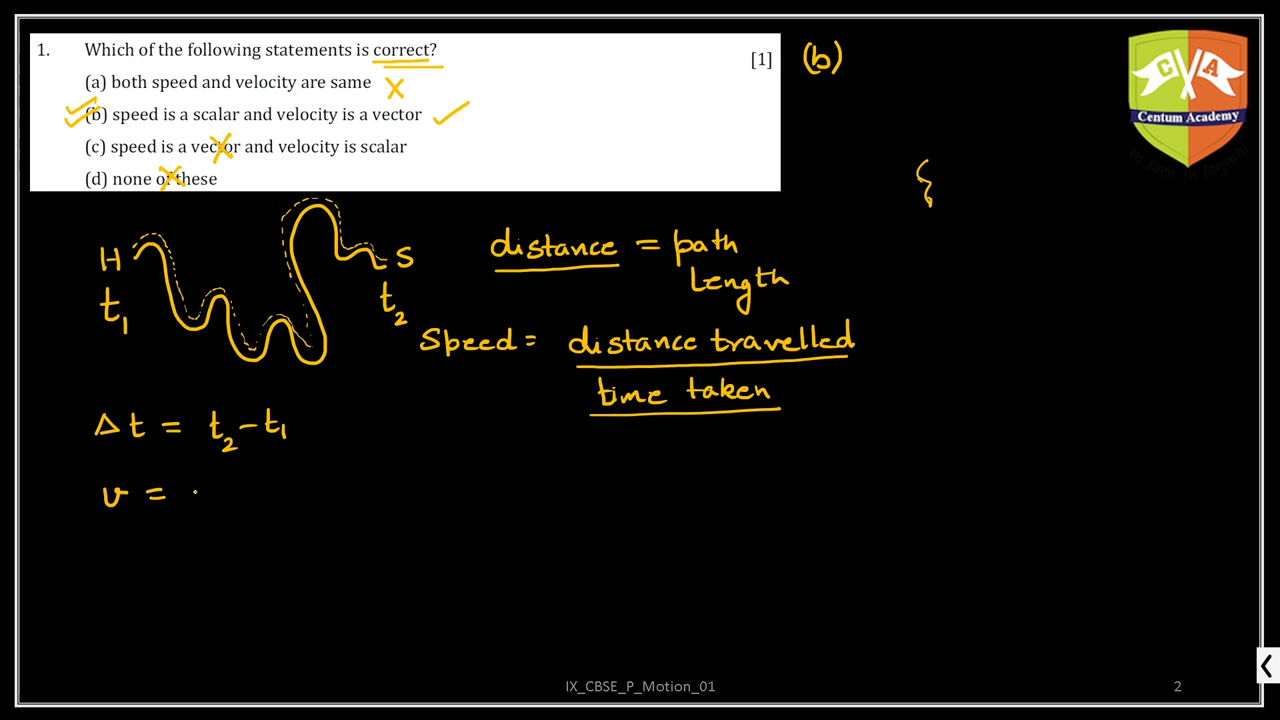 1. Which of the following statements is correct? [1]
(a) both speed and velocity are same
(b) speed is a scalar and velocity is a vector
(c) speed is a vector and velocity is scalar
(d) none of these
(b)
C A
Centum Academy
H
t1
S
t2
distance = path
Length
Speed = distance travelled
time taken
Δt = t2-t1
v =
IX_CBSE_P_Motion_01
2